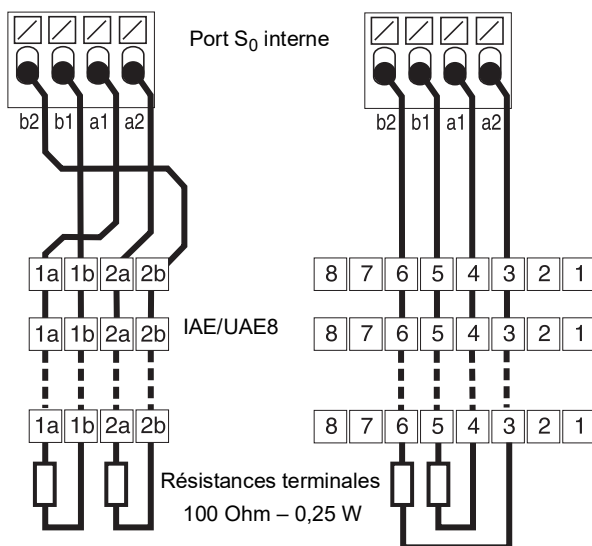 Port S0 interne
b2 b1 a1 a2
b2 b1 a1 a2
1a 1b 2a 2b
8 7 6 5 4 3 2 1
1a 1b 2a 2b
IAE/UAE8
8 7 6 5 4 3 2 1
1a 1b 2a 2b
8 7 6 5 4 3 2 1
Résistances terminales
100 Ohm – 0,25 W